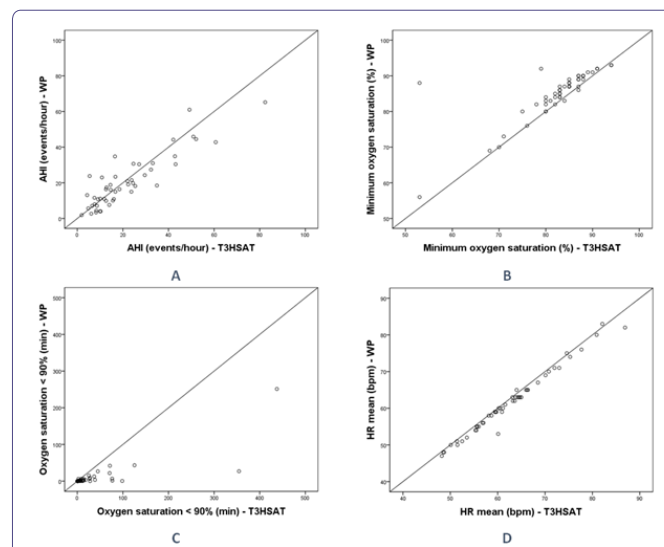 100
80
60
40
20
0
AHI (events/hour) - WP
0 20 40 60 80 100
AHI (events/hour) - T3HSAT
A
100
90
80
70
60
50
Minimum oxygen saturation (%) - WP
50 60 70 80 90 100
Minimum oxygen saturation (%) - T3HSAT
B
500
400
300
200
100
0
Oxygen saturation < 90% (min) - WP
0 100 200 300 400 500
Oxygen saturation < 90% (min) - T3HSAT
C
90
80
70
60
50
40
HR mean (bpm) - WP
40 50 60 70 80 90
HR mean (bpm) - T3HSAT
D